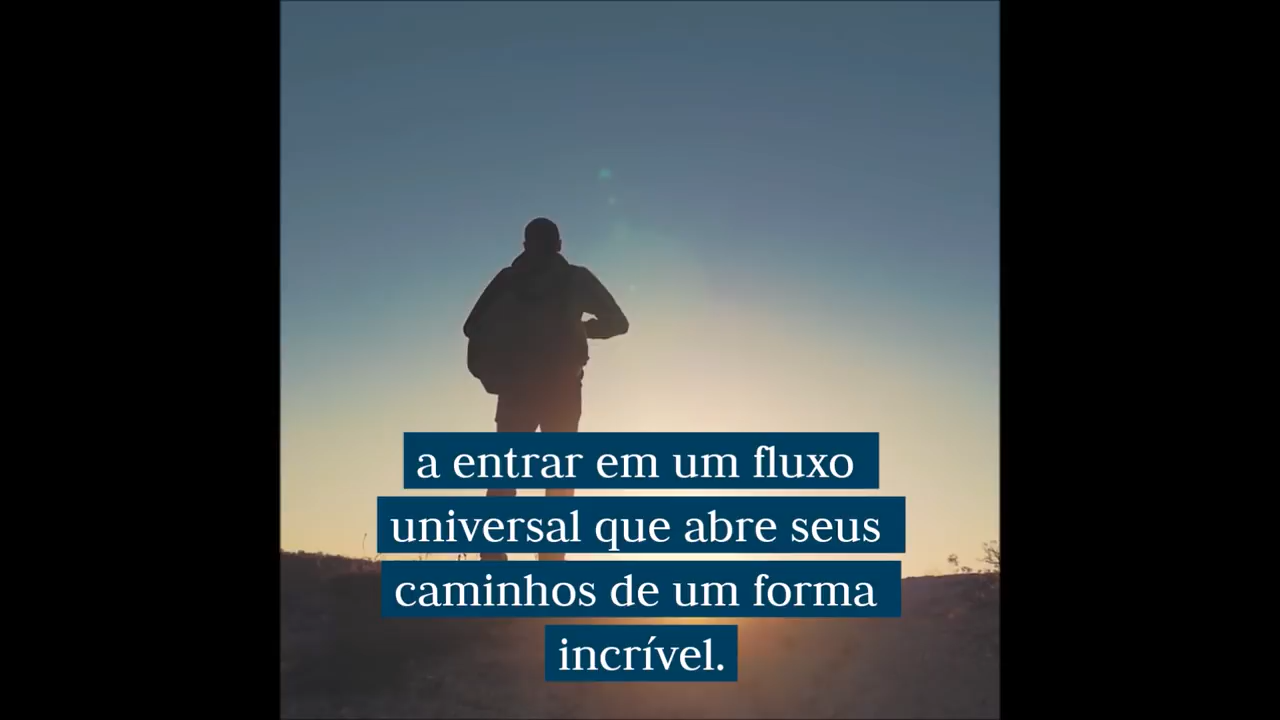 a entrar em um fluxo
universal que abre seus
caminhos de um forma
incrível.